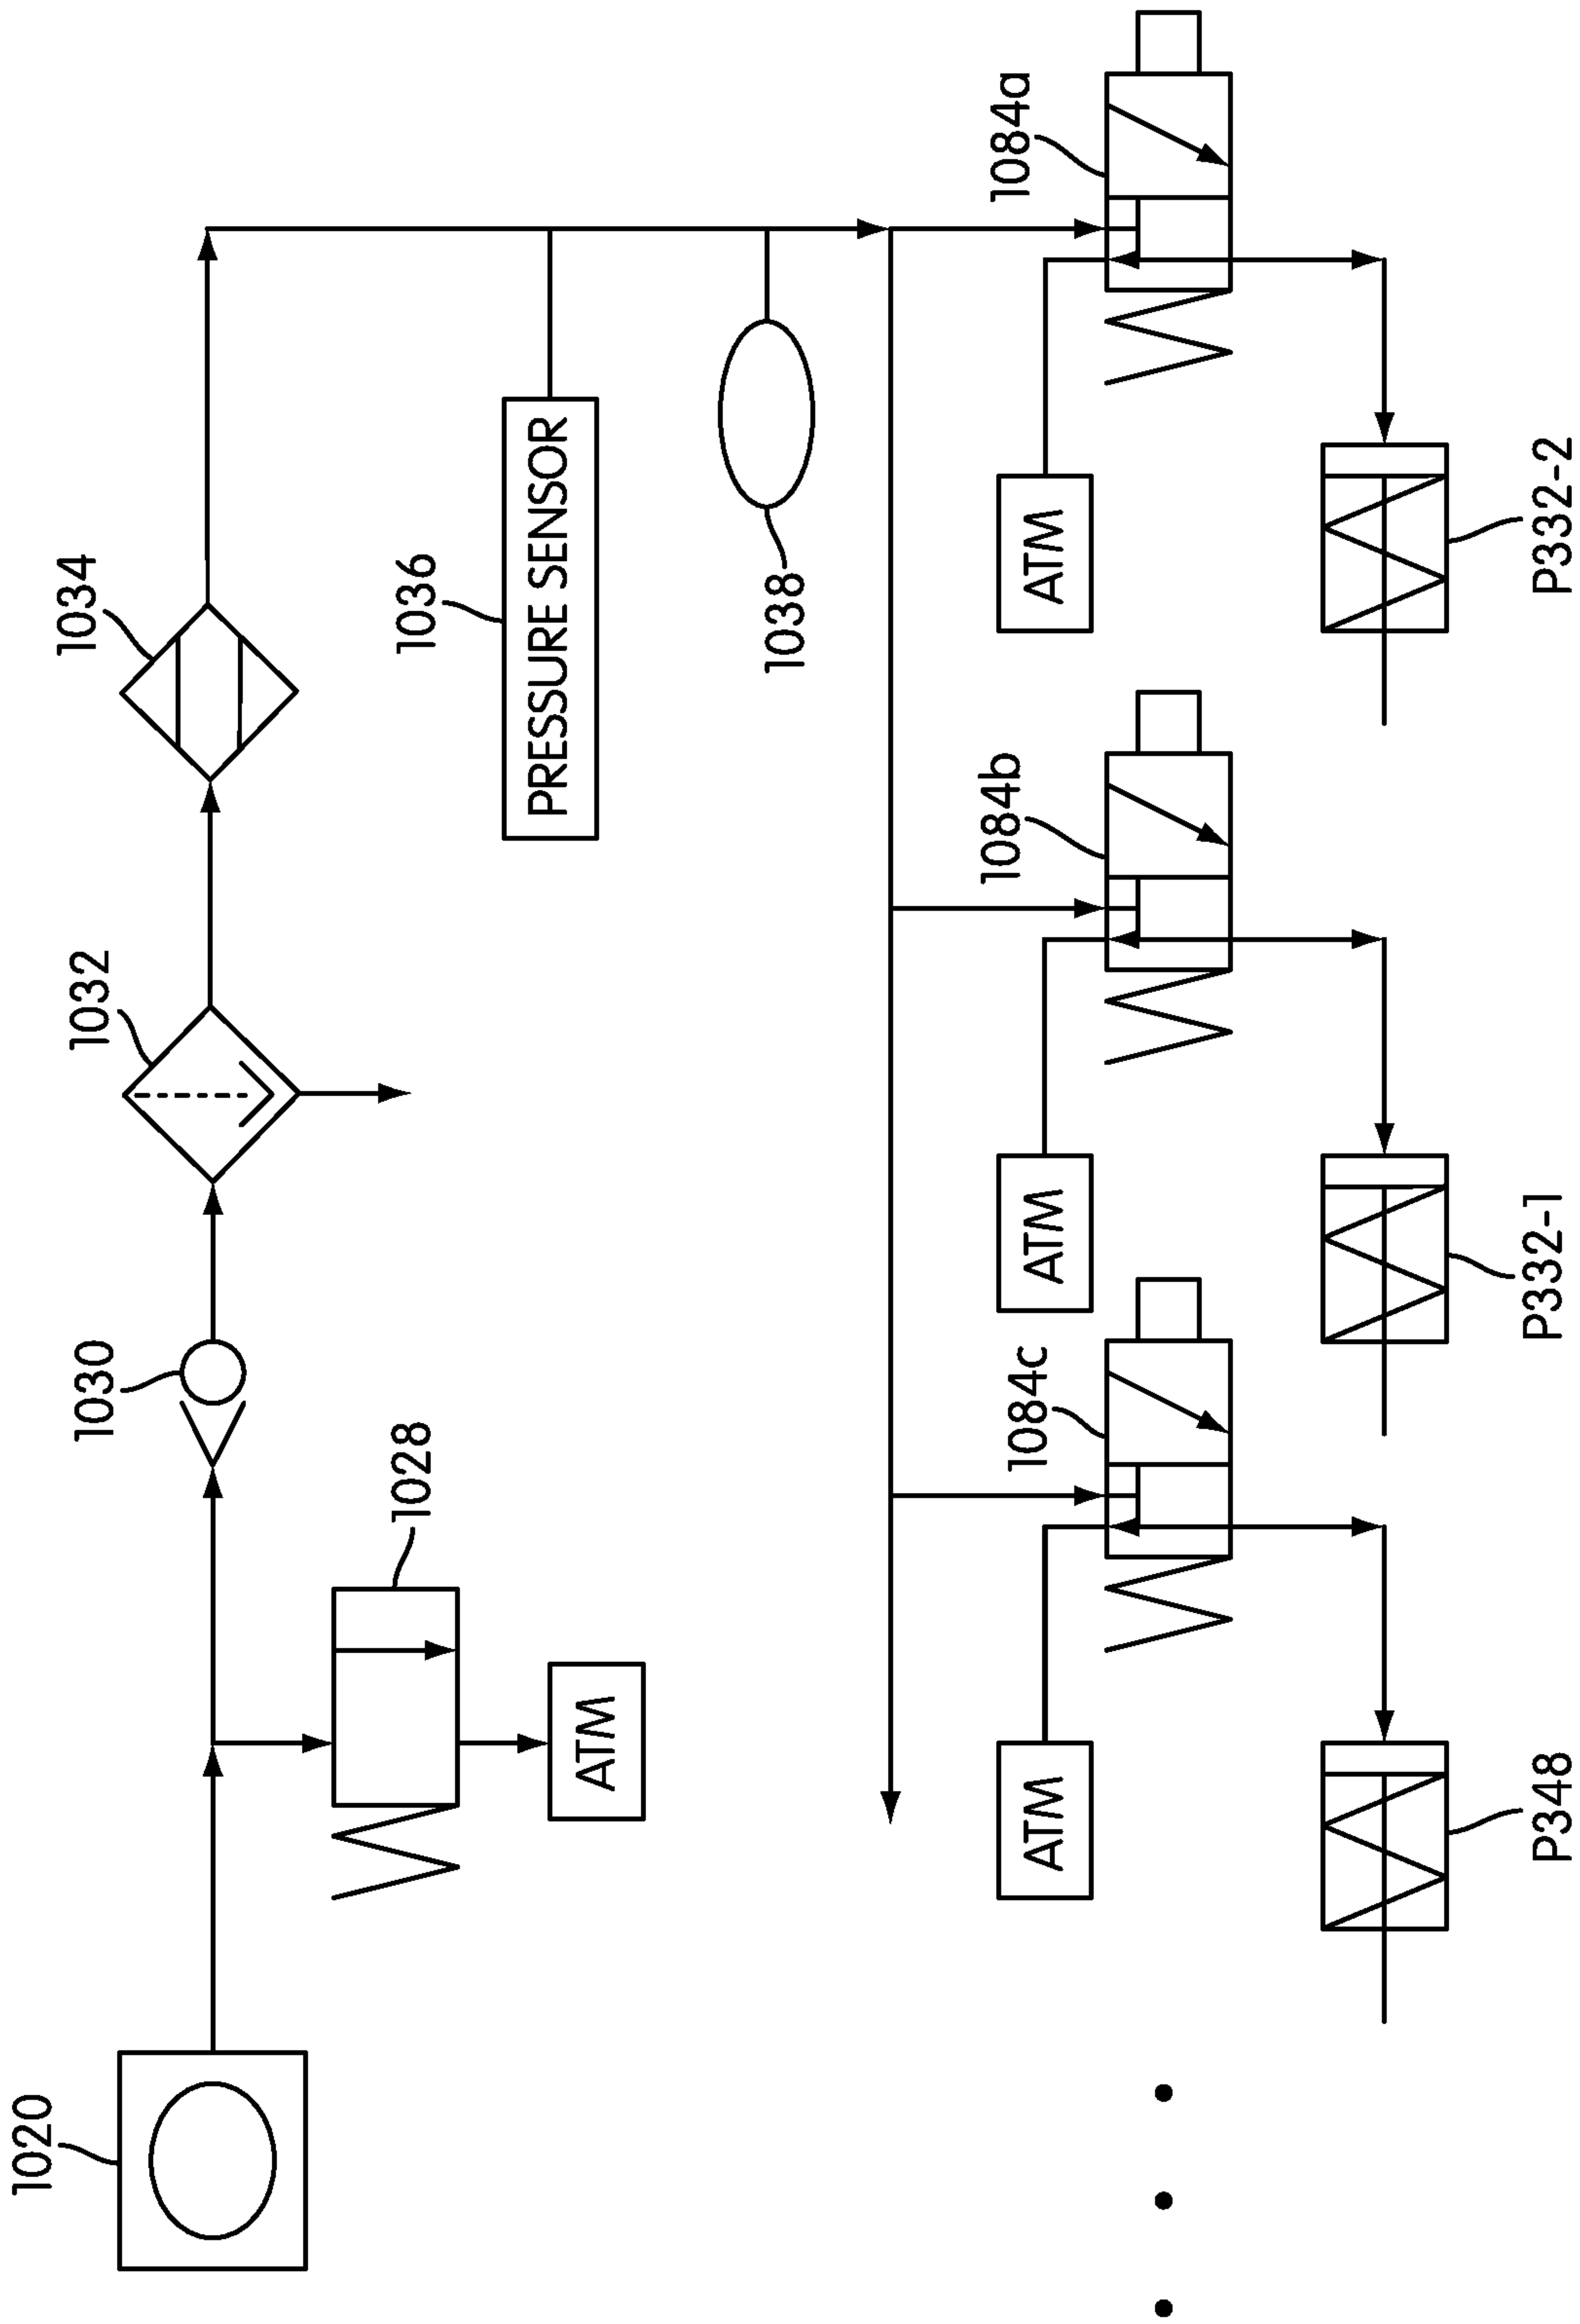 1020
1028
ATM
1030
1032
1034
1036
PRESSURE SENSOR
1038
1084c
ATM
P348
1084b
ATM
P332-1
1084a
ATM
P332-2